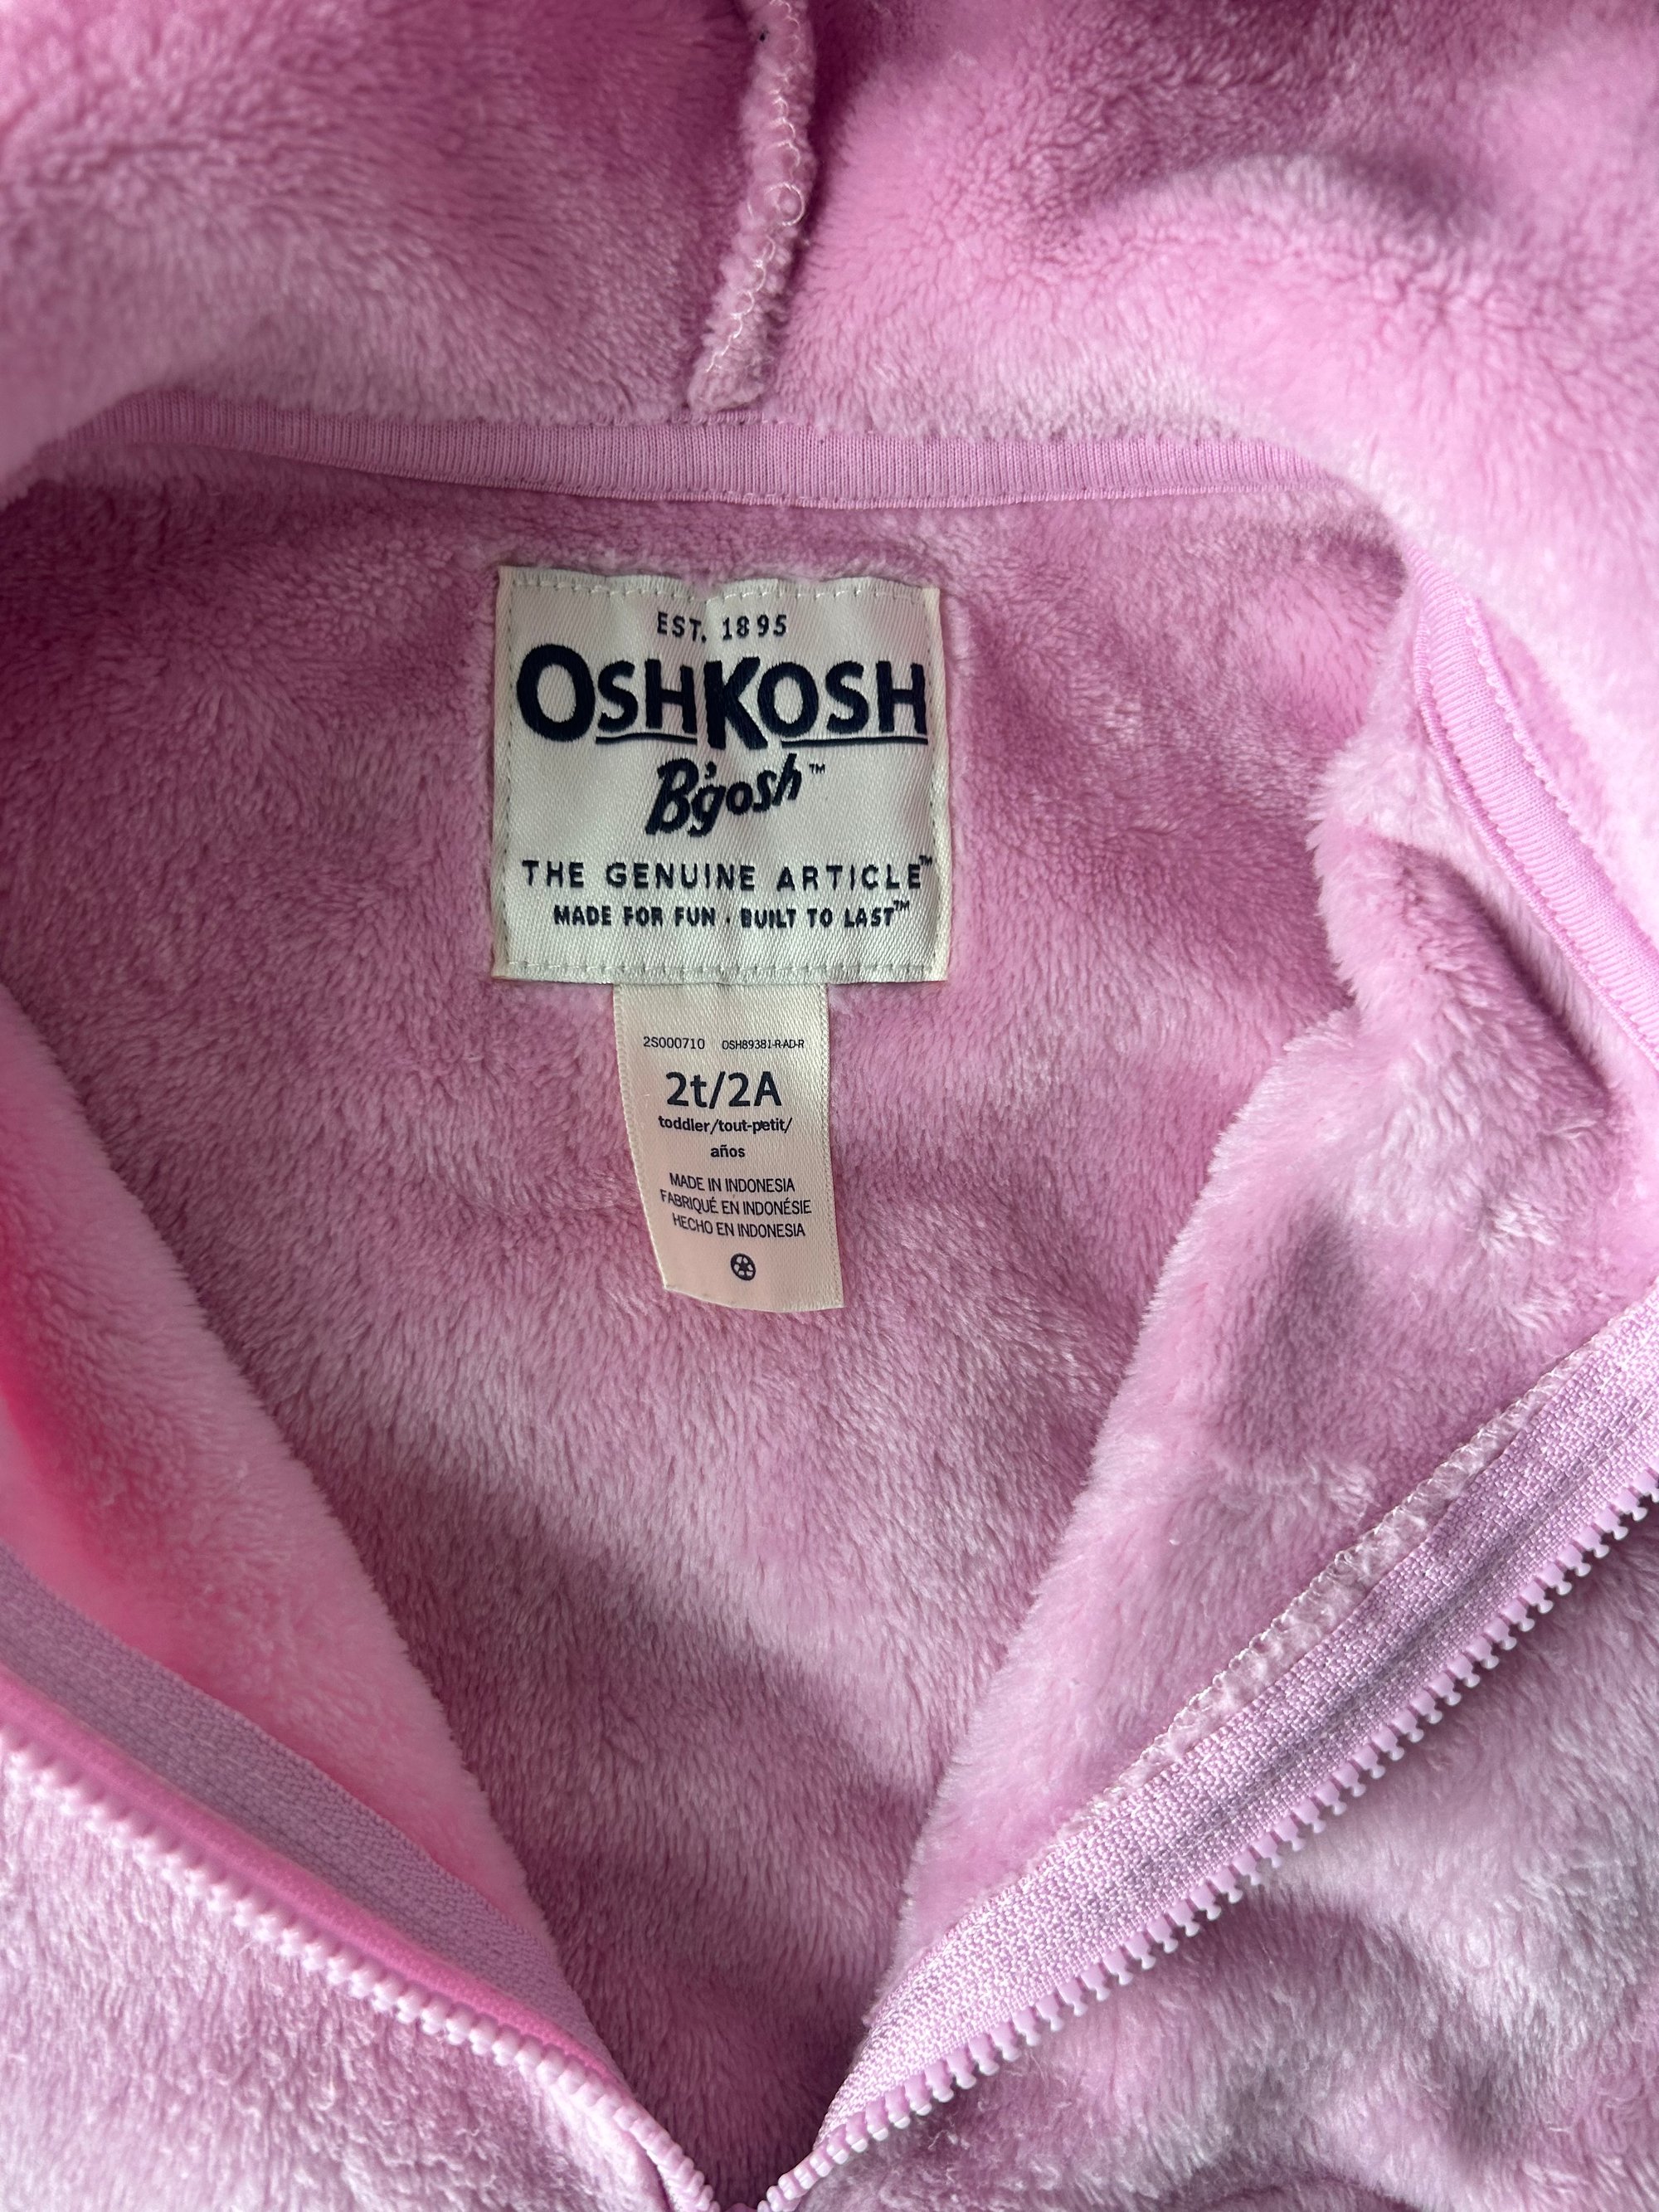 EST. 1895
OSHKOSH
B'gosh™
THE GENUINE ARTICLE™
MADE FOR FUN · BUILT TO LAST™
2S000710 OSH89381-R-AD-R
2t/2A
toddler/tout-petit/
años
MADE IN INDONESIA
FABRIQUÉ EN INDONÉSIE
HECHO EN INDONESIA